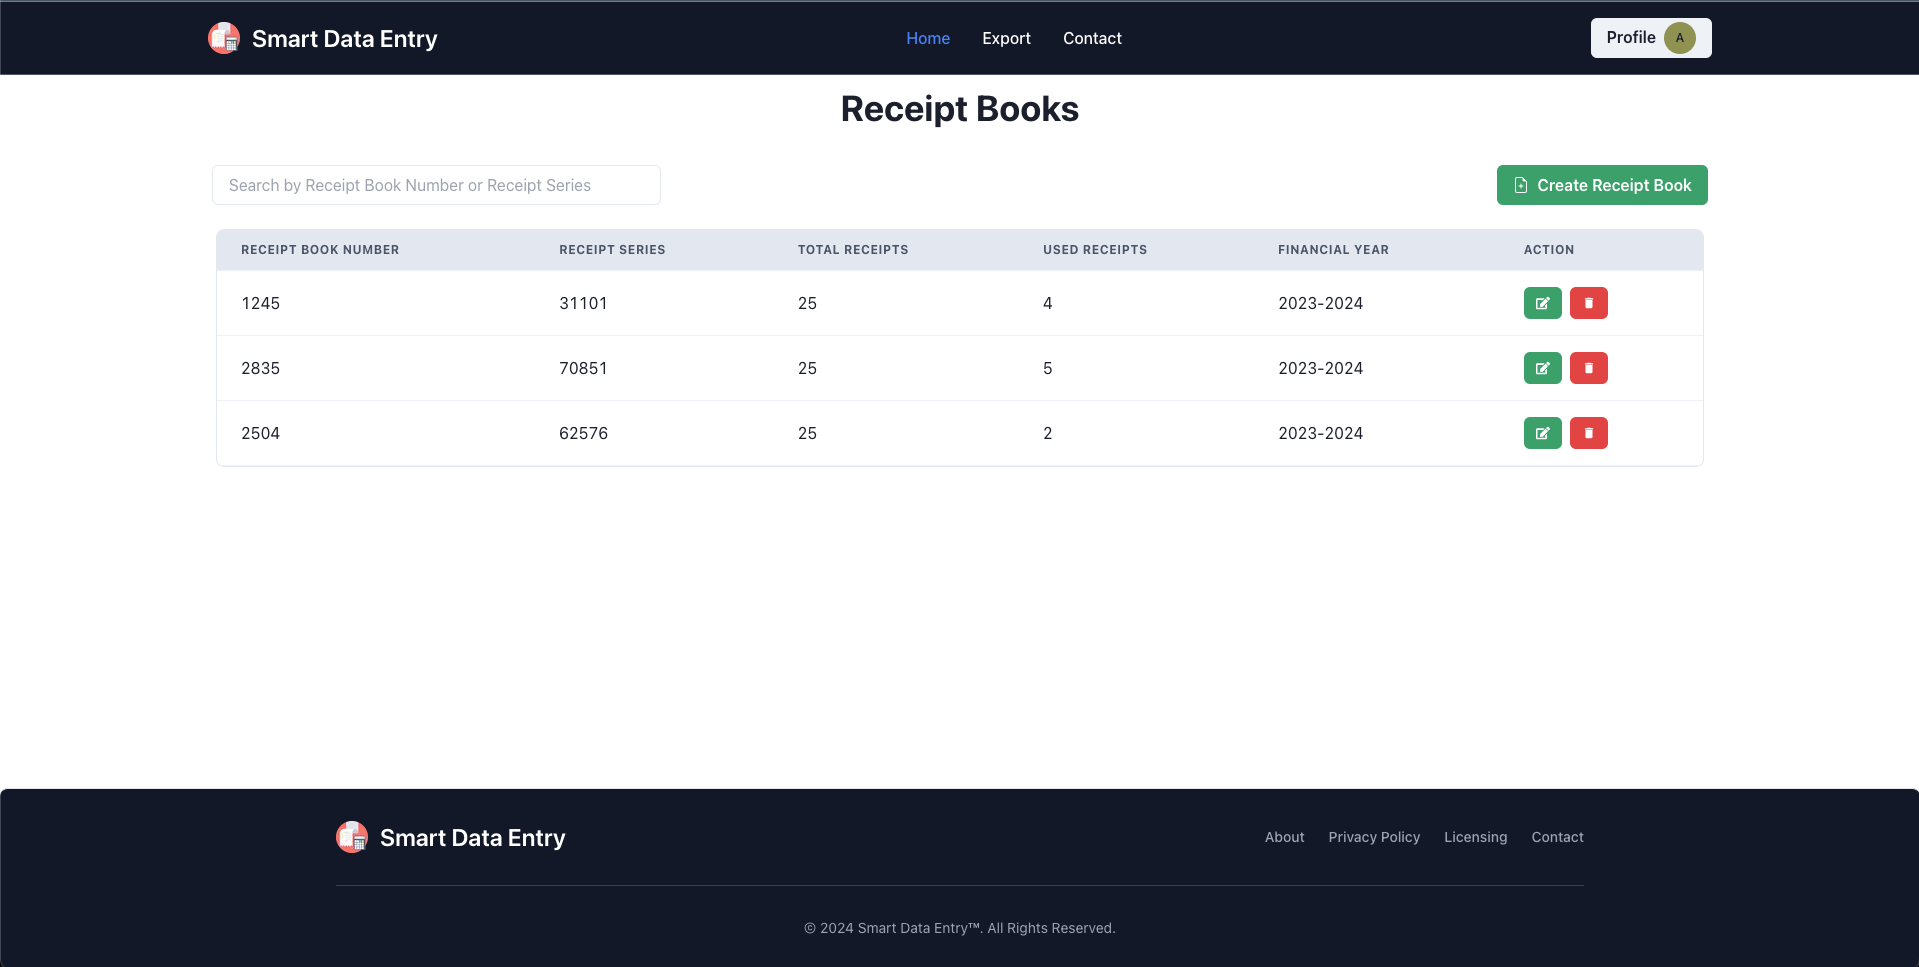 Smart Data Entry Home Export Contact Profile A
Receipt Books
Search by Receipt Book Number or Receipt Series Create Receipt Book
RECEIPT BOOK NUMBER RECEIPT SERIES TOTAL RECEIPTS USED RECEIPTS FINANCIAL YEAR ACTION
1245 31101 25 4 2023-2024
2835 70851 25 5 2023-2024
2504 62576 25 2 2023-2024
Smart Data Entry About Privacy Policy Licensing Contact
© 2024 Smart Data Entry™. All Rights Reserved.